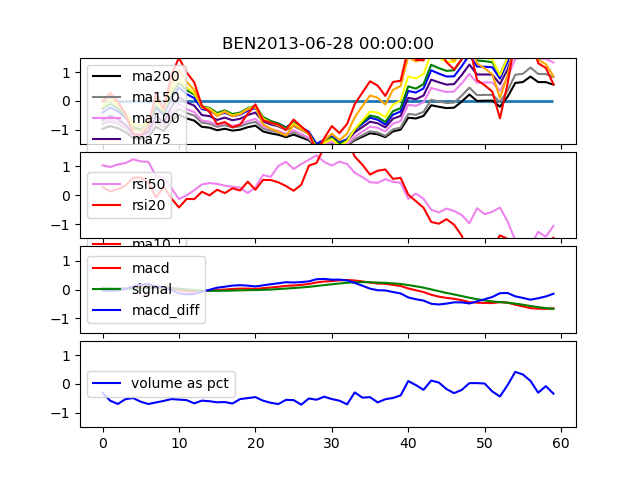 BEN2013-06-28 00:00:00
1
0
−1
ma200
ma150
ma100
ma75
1
0
−1
rsi50
rsi20
ma10
1
0
−1
macd
signal
macd_diff
1
0
−1
volume as pct
0 10 20 30 40 50 60